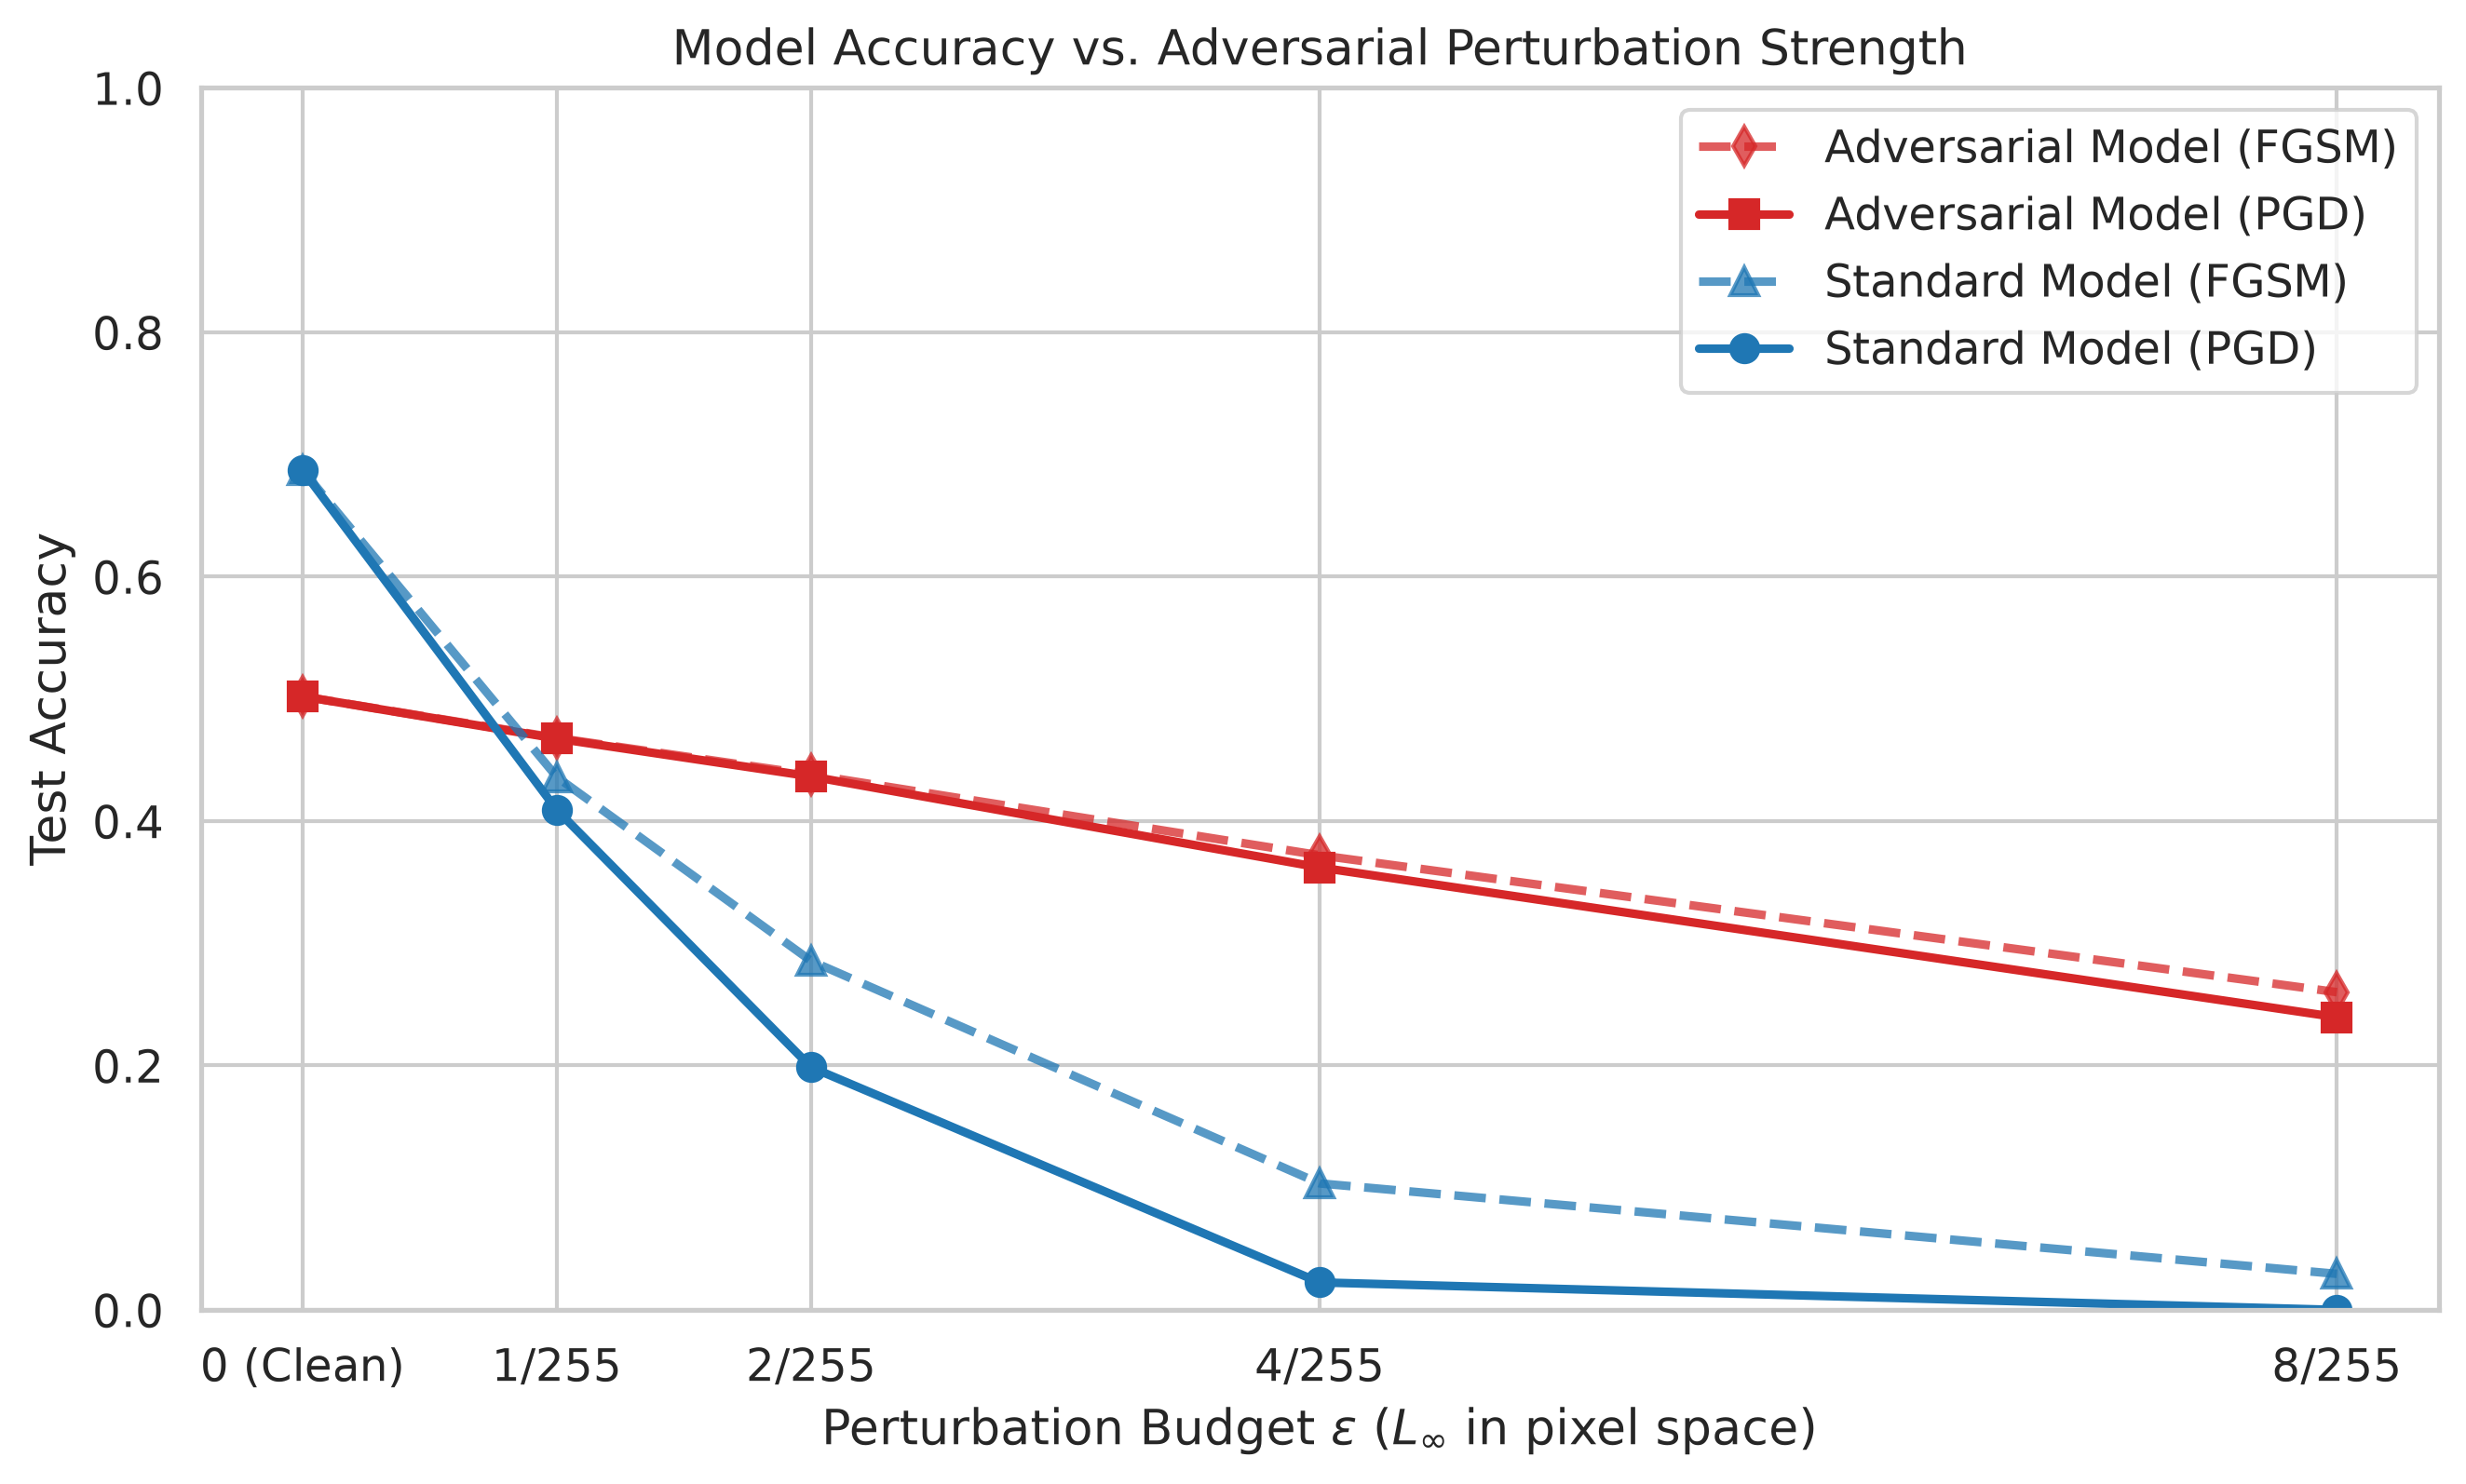 Model Accuracy vs. Adversarial Perturbation Strength
1.0
0.8
0.6
0.4
0.2
0.0
Test Accuracy
Adversarial Model (FGSM)
Adversarial Model (PGD)
Standard Model (FGSM)
Standard Model (PGD)
0 (Clean) 1/255 2/255 4/255 8/255
Perturbation Budget ε (L∞ in pixel space)